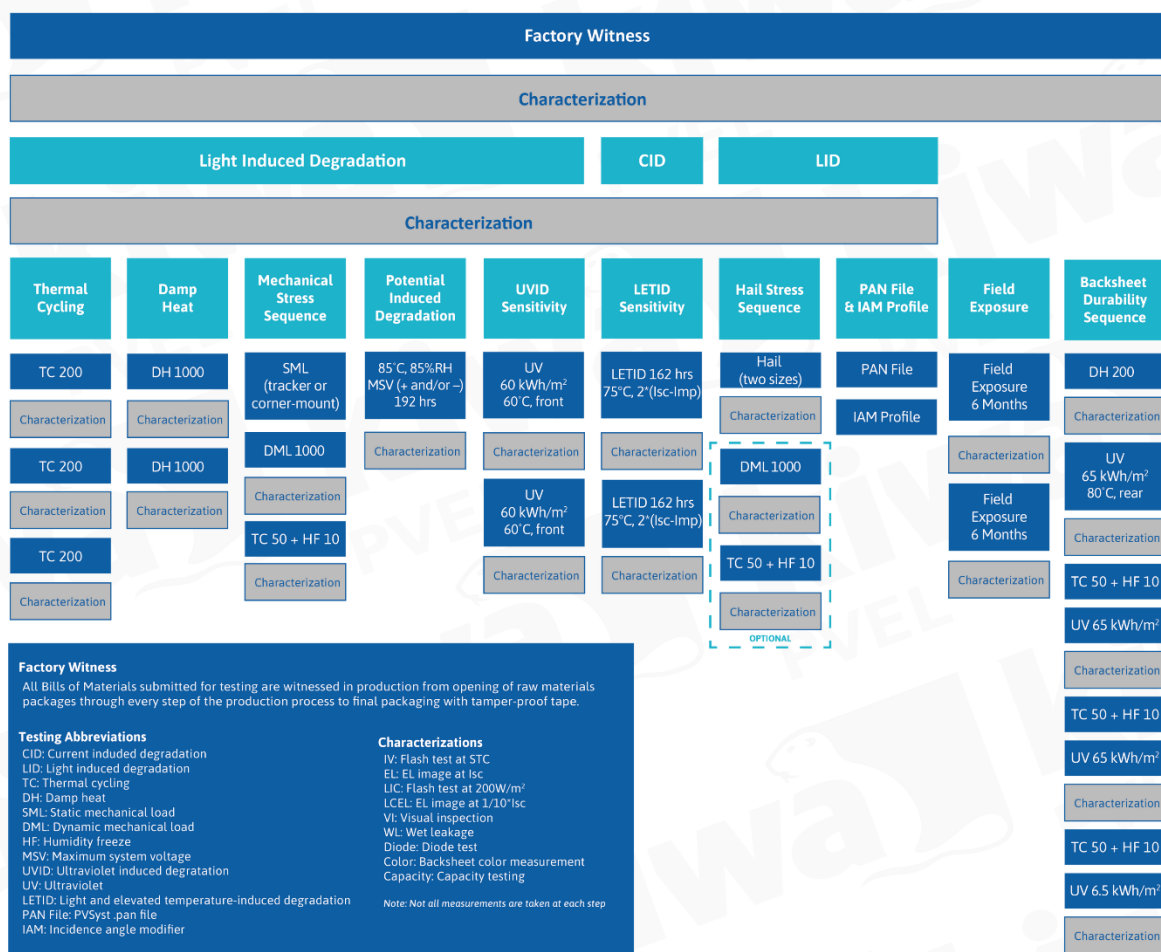 Factory Witness
Characterization
Light Induced Degradation
CID
LID
Characterization
Thermal
Cycling
TC 200
Characterization
TC 200
Characterization
TC 200
Characterization
Damp
Heat
DH 1000
Characterization
DH 1000
Characterization
Mechanical
Stress
Sequence
SML
(tracker or
corner-mount)
DML 1000
Characterization
TC 50 + HF 10
Characterization
Potential
Induced
Degradation
85°C, 85%RH
MSV (+ and/or –)
192 hrs
Characterization
UVID
Sensitivity
UV
60 kWh/m²
60°C, front
Characterization
UV
60 kWh/m²
60°C, front
Characterization
LETID
Sensitivity
LETID 162 hrs
75°C, 2*(Isc-Imp)
Characterization
LETID 162 hrs
75°C, 2*(Isc-Imp)
Characterization
Hail Stress
Sequence
Hail
(two sizes)
Characterization
DML 1000
Characterization
TC 50 + HF 10
Characterization
OPTIONAL
PAN File
& IAM Profile
PAN File
IAM Profile
Field
Exposure
Field
Exposure
6 Months
Characterization
Field
Exposure
6 Months
Characterization
Backsheet
Durability
Sequence
DH 200
Characterization
UV
65 kWh/m²
80°C, rear
Characterization
TC 50 + HF 10
UV 65 kWh/m²
Characterization
TC 50 + HF 10
UV 65 kWh/m²
Characterization
TC 50 + HF 10
UV 6.5 kWh/m²
Characterization
Factory Witness
All Bills of Materials submitted for testing are witnessed in production from opening of raw materials
packages through every step of the production process to final packaging with tamper-proof tape.
Testing Abbreviations
CID: Current induded degradation
LID: Light induced degradation
TC: Thermal cycling
DH: Damp heat
SML: Static mechanical load
DML: Dynamic mechanical load
HF: Humidity freeze
MSV: Maximum system voltage
UVID: Ultraviolet induced degratation
UV: Ultraviolet
LETID: Light and elevated temperature-induced degradation
PAN File: PVSyst .pan file
IAM: Incidence angle modifier
Characterizations
IV: Flash test at STC
EL: EL image at Isc
LIC: Flash test at 200W/m²
LCEL: EL image at 1/10*Isc
VI: Visual inspection
WL: Wet leakage
Diode: Diode test
Color: Backsheet color measurement
Capacity: Capacity testing
Note: Not all measurements are taken at each step
kiwa
PVEL